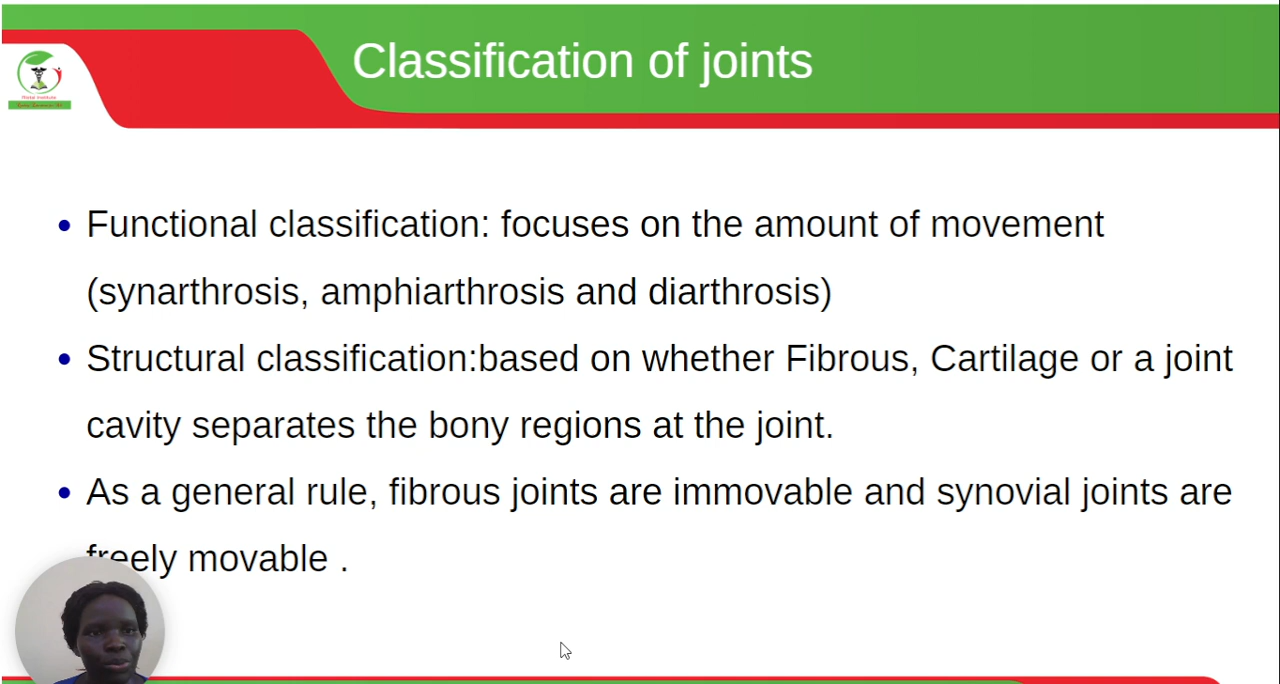 Classification of joints
• Functional classification: focuses on the amount of movement
(synarthrosis, amphiarthrosis and diarthrosis)
• Structural classification:based on whether Fibrous, Cartilage or a joint
cavity separates the bony regions at the joint.
• As a general rule, fibrous joints are immovable and synovial joints are
freely movable .